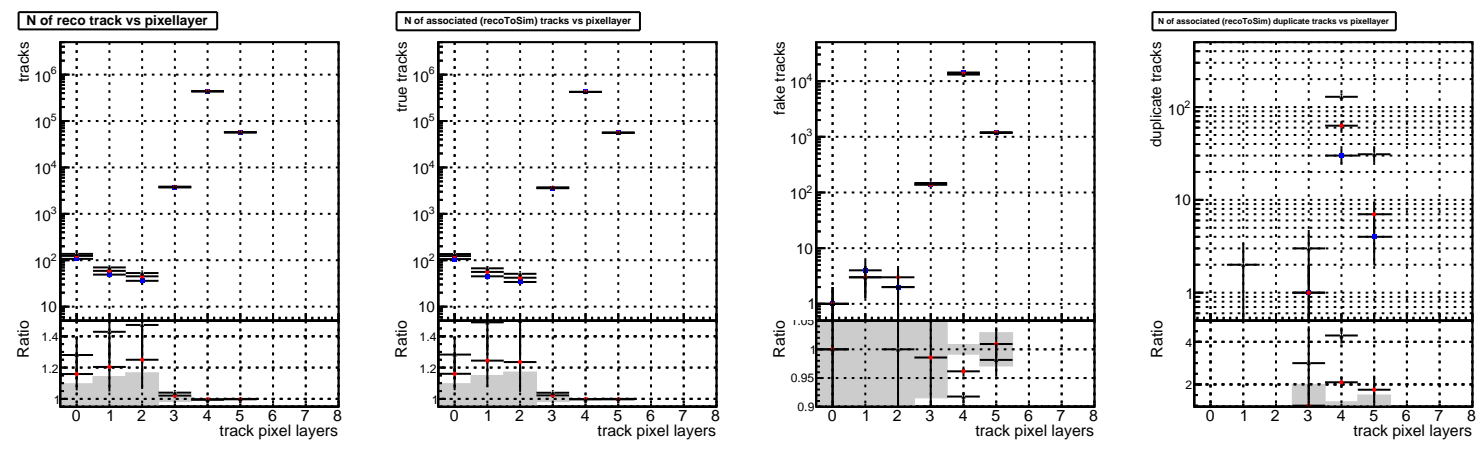 N of reco track vs pixellayer
tracks
10^6
10^5
10^4
10^3
10^2
10
Ratio
1.4
1.2
1
0 1 2 3 4 5 6 7 8
track pixel layers
N of associated (recoToSim) tracks vs pixellayer
true tracks
10^6
10^5
10^4
10^3
10^2
10
Ratio
1.4
1.2
1
0 1 2 3 4 5 6 7 8
track pixel layers
fake tracks
10^4
10^3
10^2
10
1
Ratio
1.05
1
0.95
0.9
0 1 2 3 4 5 6 7 8
track pixel layers
N of associated (recoToSim) duplicate tracks vs pixellayer
duplicate tracks
10^2
10
1
Ratio
4
2
0 1 2 3 4 5 6 7 8
track pixel layers